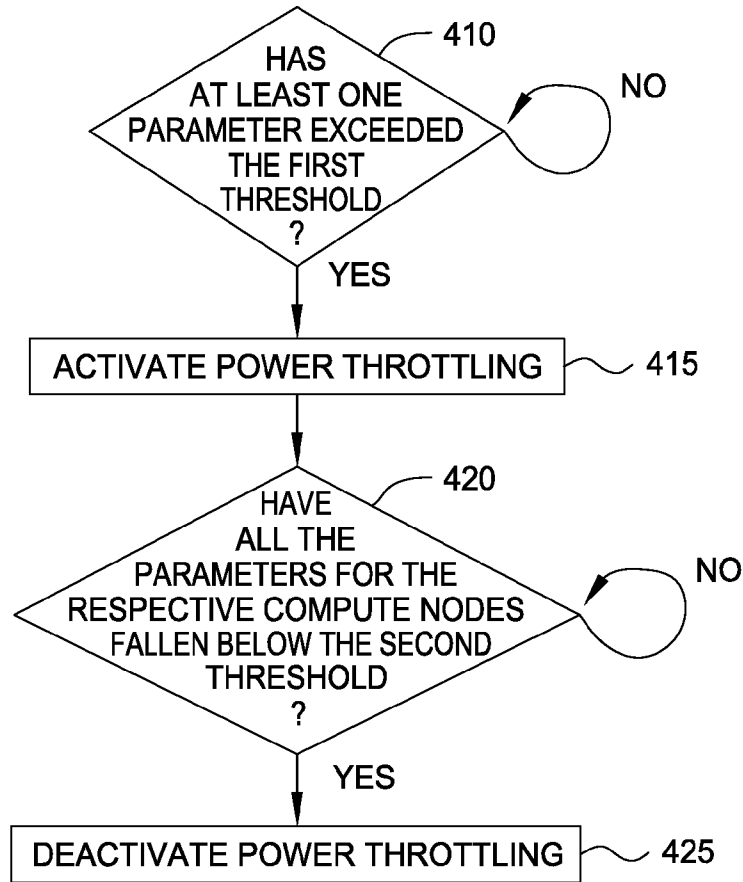 410
HAS
AT LEAST ONE
PARAMETER EXCEEDED
THE FIRST
THRESHOLD
?
NO
YES
ACTIVATE POWER THROTTLING
415
420
HAVE
ALL THE
PARAMETERS FOR THE
RESPECTIVE COMPUTE NODES
FALLEN BELOW THE SECOND
THRESHOLD
?
NO
YES
DEACTIVATE POWER THROTTLING
425